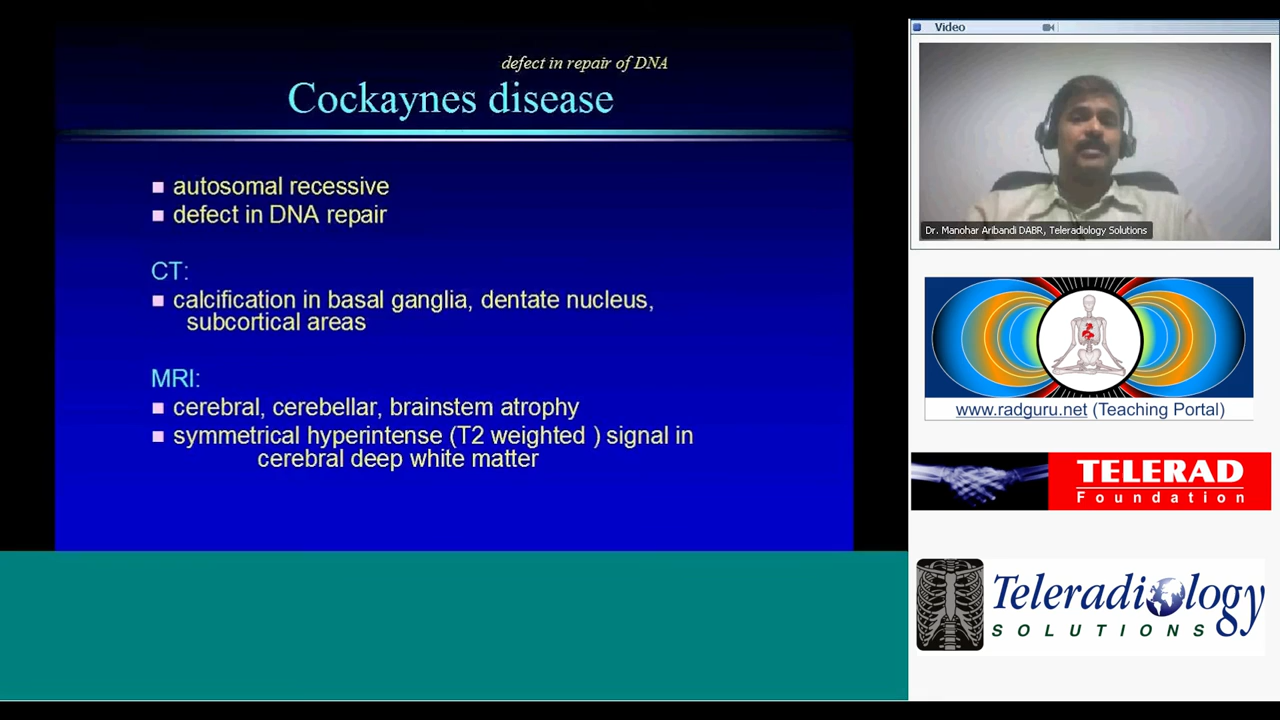 defect in repair of DNA
Cockaynes disease
autosomal recessive
defect in DNA repair
CT:
calcification in basal ganglia, dentate nucleus,
subcortical areas
MRI:
cerebral, cerebellar, brainstem atrophy
symmetrical hyperintense (T2 weighted ) signal in
cerebral deep white matter
Video
Dr. Manohar Aribandi DABR, Teleradiology Solutions
www.radguru.net (Teaching Portal)
TELERAD
Foundation
Teleradiology
SOLUTIONS